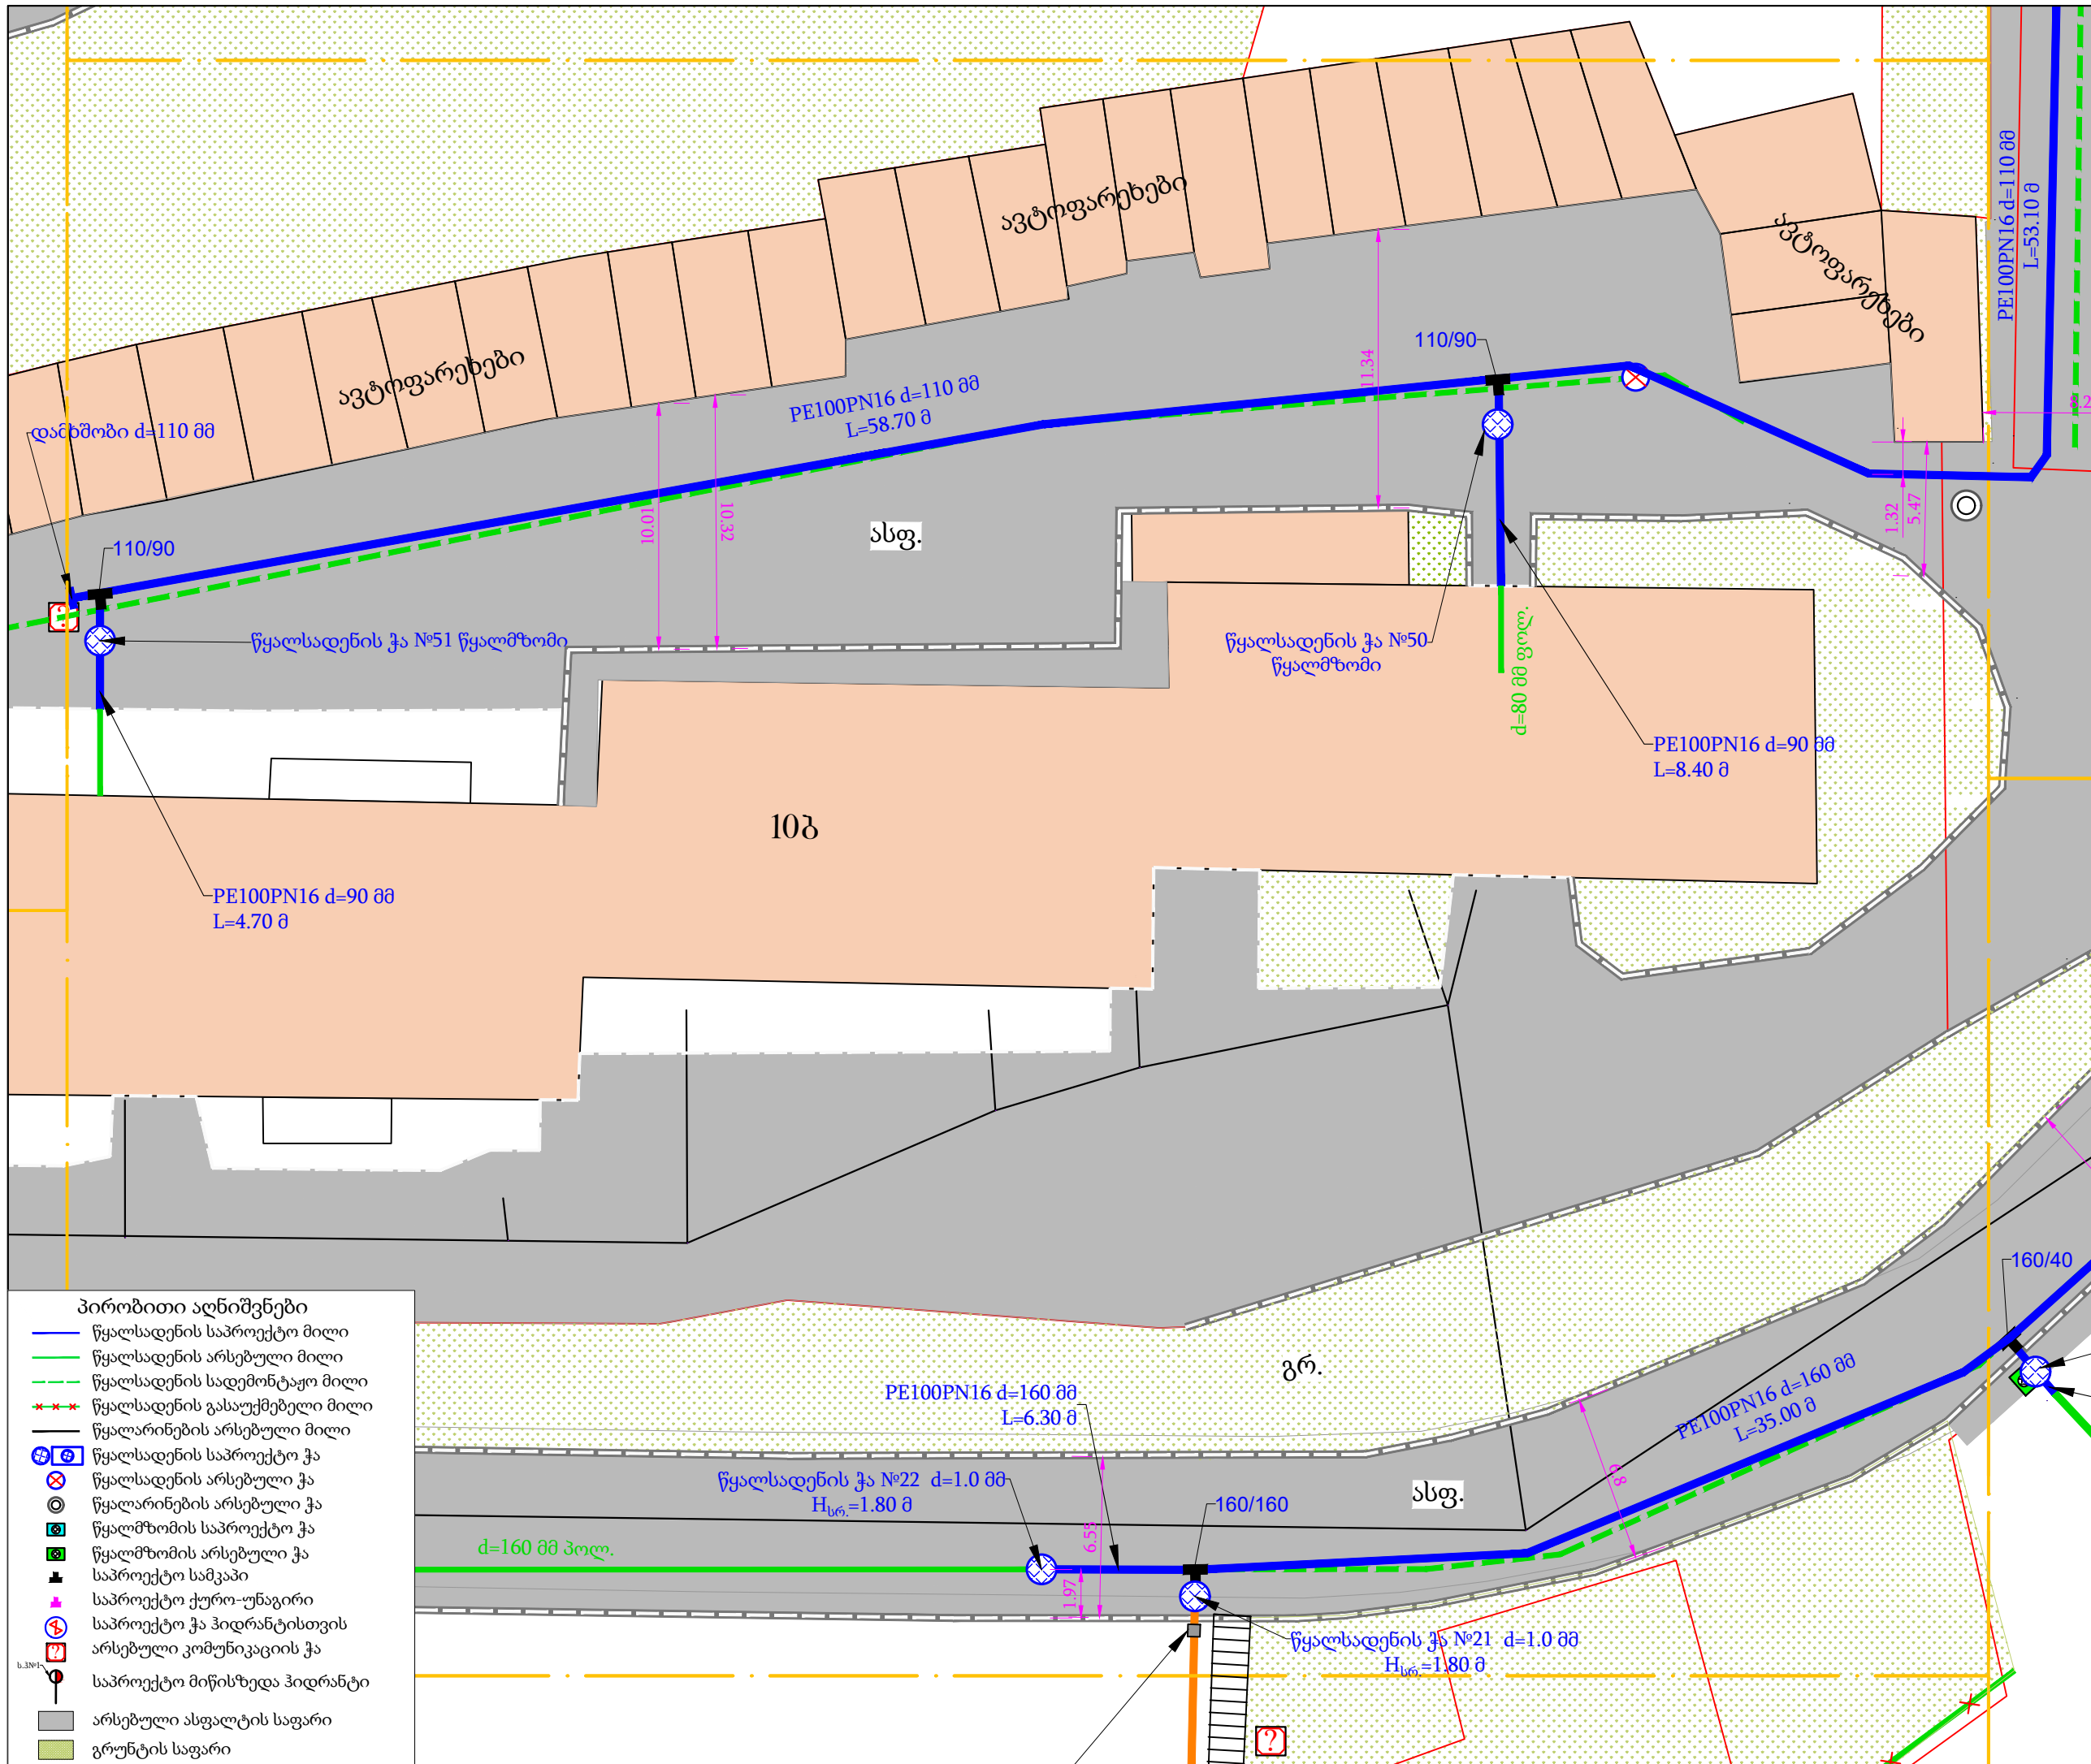 ავტოფარეხები
ავტოფარეხები
ავტოფარეხები
PE100PN16 d=110 მმ
L=53.10 მ
110/90
11.34
PE100PN16 d=110 მმ
L=58.70 მ
დამხშობი d=110 მმ
8.2
10.01
10.32
ასფ.
1.32
5.47
110/90
წყალსადენის ჭა №51 წყალმზომი
წყალსადენის ჭა №50
წყალმზომი
d=80 მმ ფოლ.
PE100PN16 d=90 მმ
L=8.40 მ
10ბ
PE100PN16 d=90 მმ
L=4.70 მ
160/40
გრ.
PE100PN16 d=160 მმ
L=6.30 მ
PE100PN16 d=160 მმ
L=35.00 მ
წყალსადენის ჭა №22 d=1.0 მმ
Hსრ.=1.80 მ
160/160
ასფ.
6.8
6.55
1.97
d=160 მმ პოლ.
წყალსადენის ჭა №21 d=1.0 მმ
Hსრ.=1.80 მ
პირობითი აღნიშვნები
წყალსადენის საპროექტო მილი
წყალსადენის არსებული მილი
წყალსადენის სადემონტაჟო მილი
წყალსადენის გასაუქმებელი მილი
წყალარინების არსებული მილი
წყალსადენის საპროექტო ჭა
წყალსადენის არსებული ჭა
წყალარინების არსებული ჭა
წყალმზომის საპროექტო ჭა
წყალმზომის არსებული ჭა
საპროექტო სამკაპი
საპროექტო ქურო-უნაგირი
საპროექტო ჭა ჰიდრანტისთვის
? არსებული კომუნიკაციის ჭა
საპროექტო მიწისზედა ჰიდრანტი
არსებული ასფალტის საფარი
გრუნტის საფარი
?
?